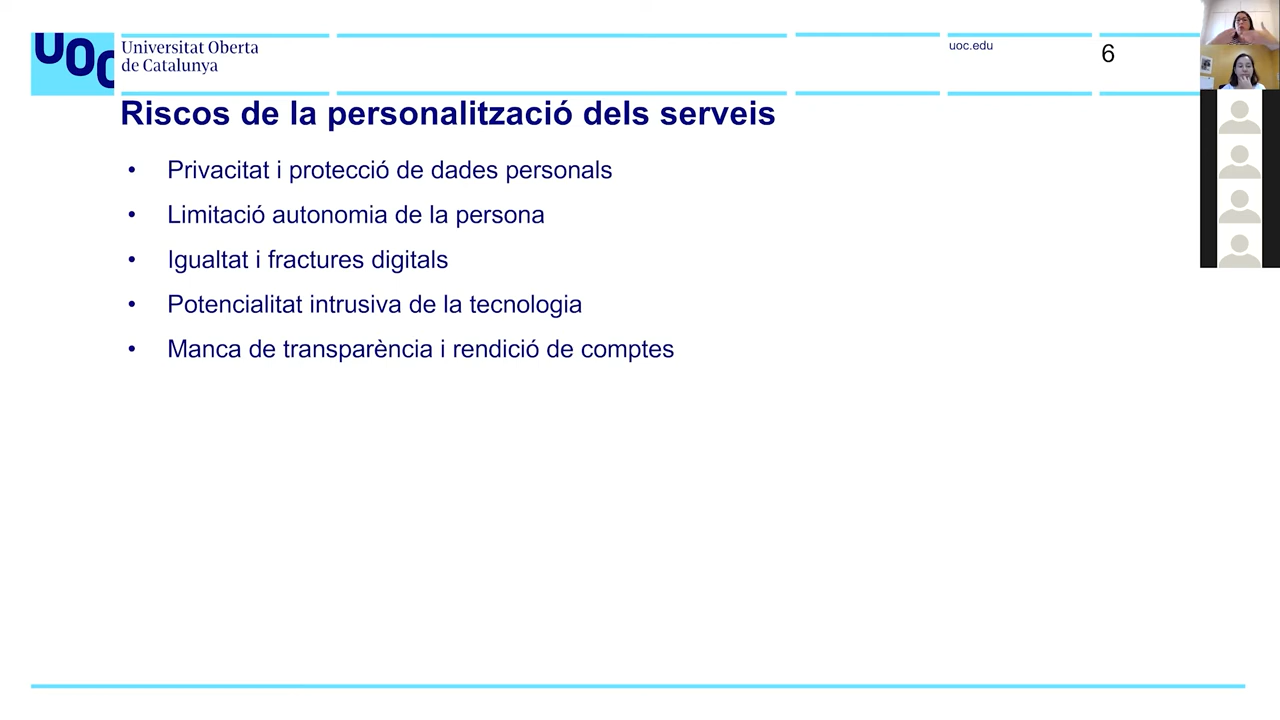 UOC
Universitat Oberta
de Catalunya
uoc.edu
6
Riscos de la personalització dels serveis
• Privacitat i protecció de dades personals
• Limitació autonomia de la persona
• Igualtat i fractures digitals
• Potencialitat intrusiva de la tecnologia
• Manca de transparència i rendició de comptes